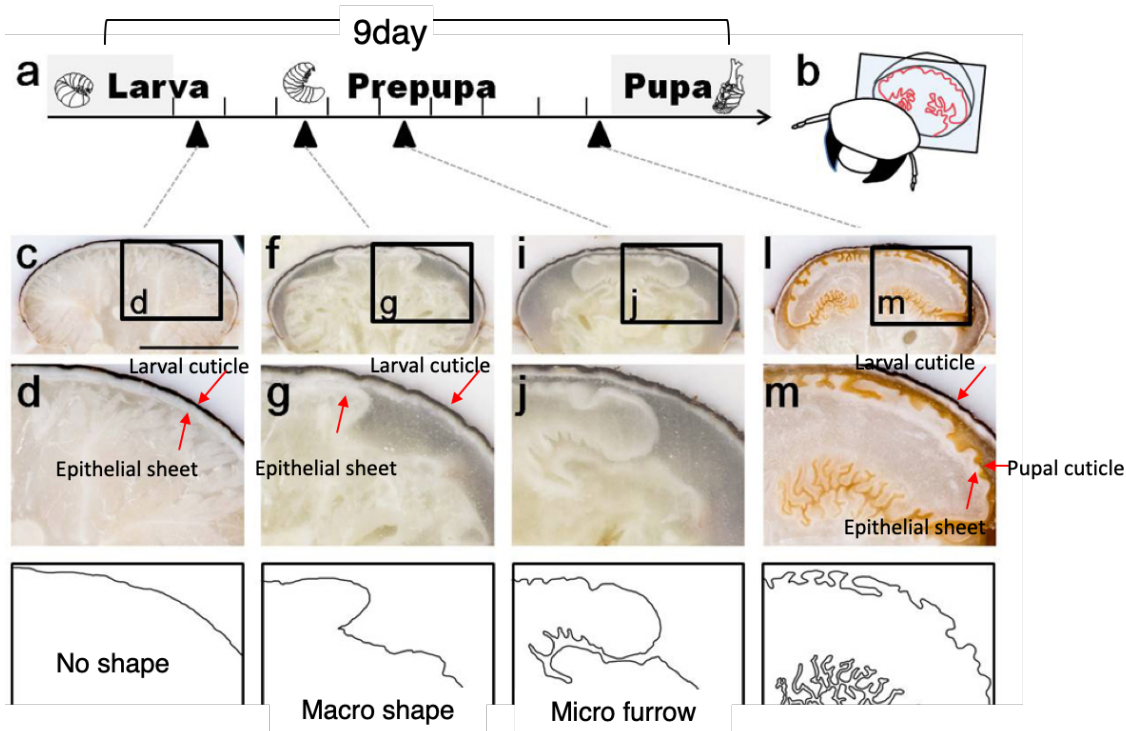 9day
a
Larva
Prepupa
Pupa
b
c
d
f
g
i
j
l
m
Larval cuticle
Larval cuticle
Larval cuticle
d
g
j
m
Epithelial sheet
Epithelial sheet
Pupal cuticle
Epithelial sheet
No shape
Macro shape
Micro furrow